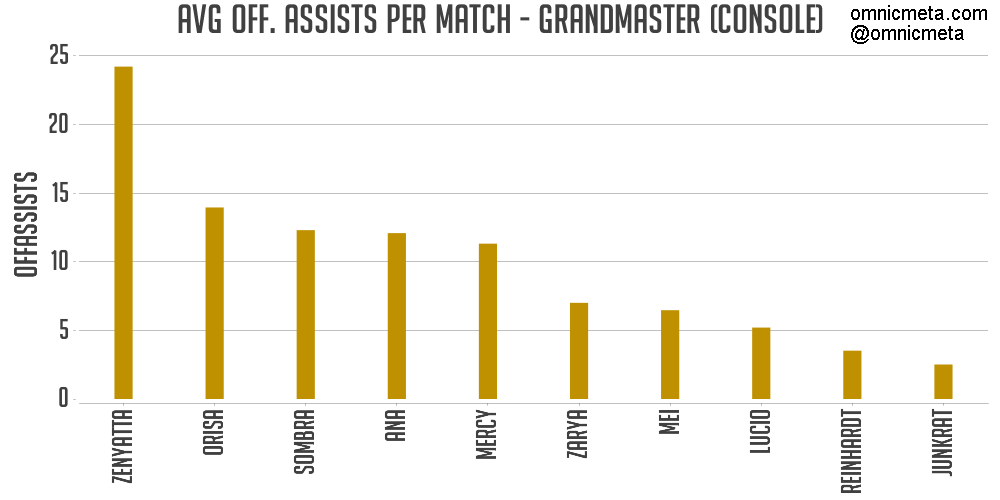 AVG OFF. ASSISTS PER MATCH - GRANDMASTER (CONSOLE)
omnicmeta.com
@omnicmeta
OFFASSISTS
25
20
15
10
5
0
ZENYATTA
ORISA
SOMBRA
ANA
MERCY
ZARYA
MEI
LUCIO
REINHARDT
JUNKRAT